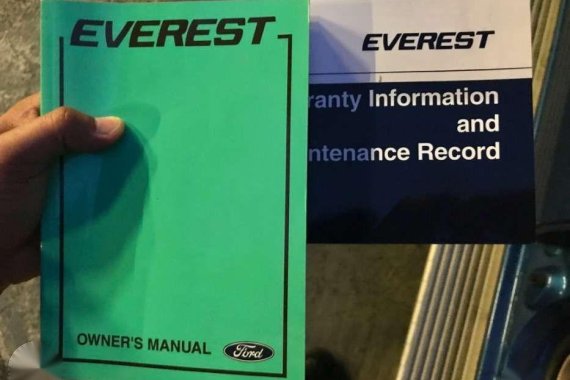 EVEREST
OWNER'S MANUAL
Ford
EVEREST
ranty Information
and
ntenance Record